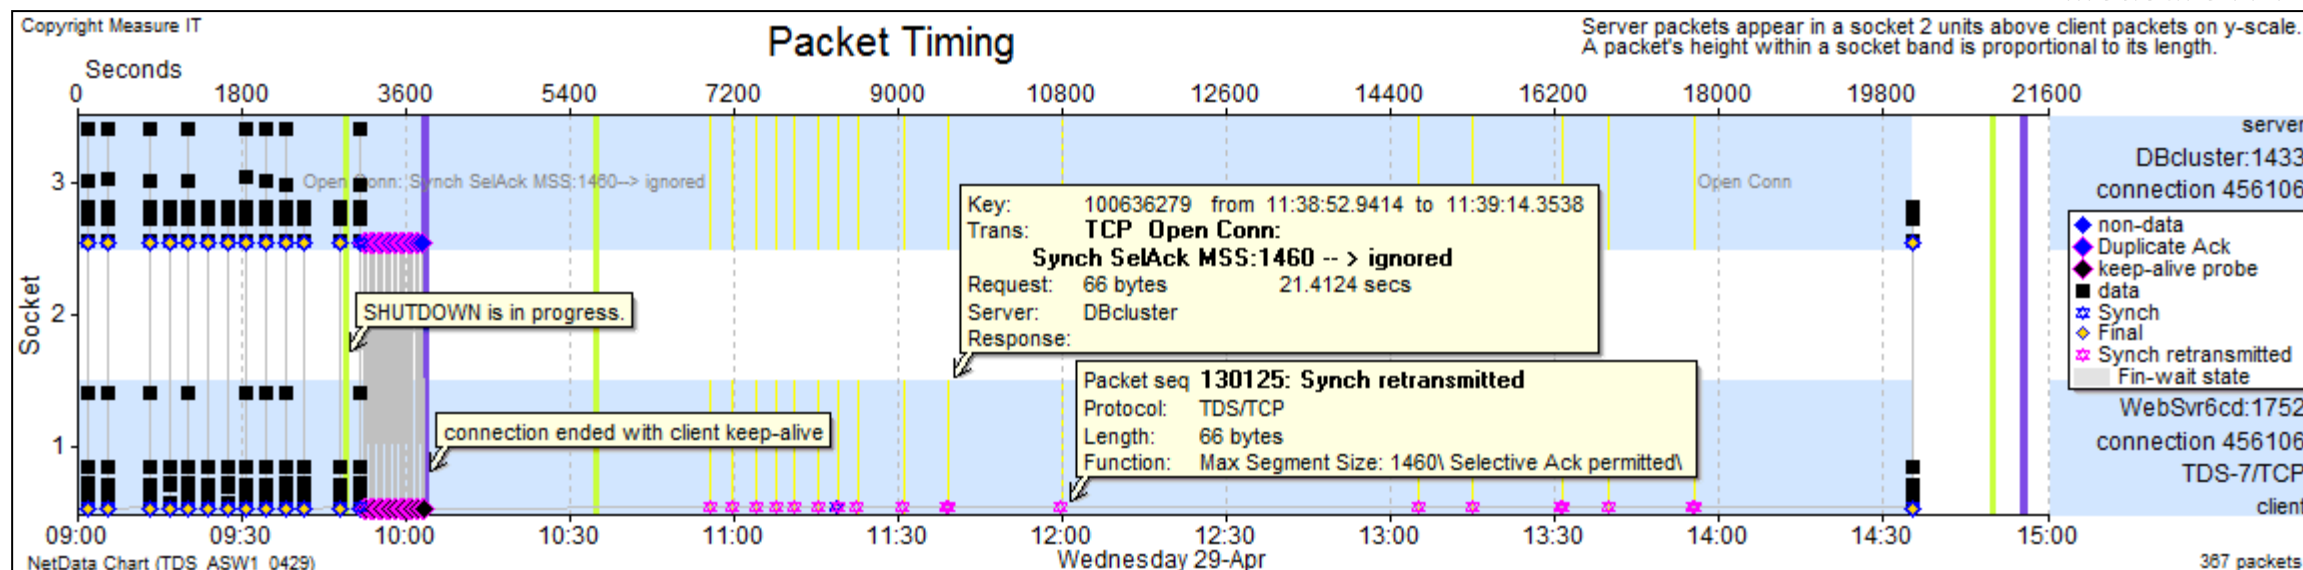 Copyright Measure IT
Packet Timing
Server packets appear in a socket 2 units above client packets on y-scale.
A packet's height within a socket band is proportional to its length.
Seconds
0 1800 3600 5400 7200 9000 10800 12600 14400 16200 18000 19800 21600
server
DBcluster:1433
connection 456106
3
Open Conn: Synch SelAck MSS:1460--> ignored
Open Conn
Key: 100636279 from 11:38:52.9414 to 11:39:14.3538
Trans: TCP Open Conn:
Synch SelAck MSS:1460 -- > ignored
Request: 66 bytes 21.4124 secs
Server: DBcluster
Response:
non-data
Duplicate Ack
keep-alive probe
data
Synch
Final
Synch retransmitted
Fin-wait state
Socket
2
SHUTDOWN is in progress.
Packet seq 130125: Synch retransmitted
Protocol: TDS/TCP
Length: 66 bytes
Function: Max Segment Size: 1460\ Selective Ack permitted\
connection ended with client keep-alive
1
WebSvr6cd:1752
connection 456106
TDS-7/TCP
client
09:00 09:30 10:00 10:30 11:00 11:30 12:00 12:30 13:00 13:30 14:00 14:30 15:00
Wednesday 29-Apr
NetData Chart (TDS_ASW1_0429)
367 packets